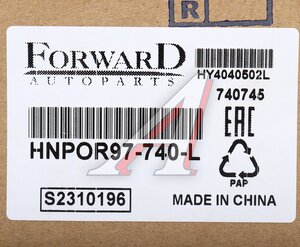 R
FORWARD
AUTOPARTS
HY4040502L
740745
HNPOR97-740-L
EAC
PAP
S2310196
MADE IN CHINA